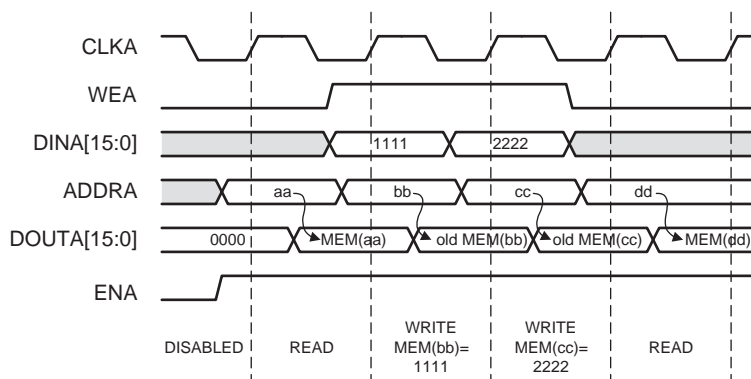 CLKA
WEA
DINA[15:0] 1111 2222
ADDRA aa bb cc dd
DOUTA[15:0] 0000 MEM(aa) old MEM(bb) old MEM(cc) MEM(dd)
ENA
DISABLED READ WRITE MEM(bb)= 1111 WRITE MEM(cc)= 2222 READ